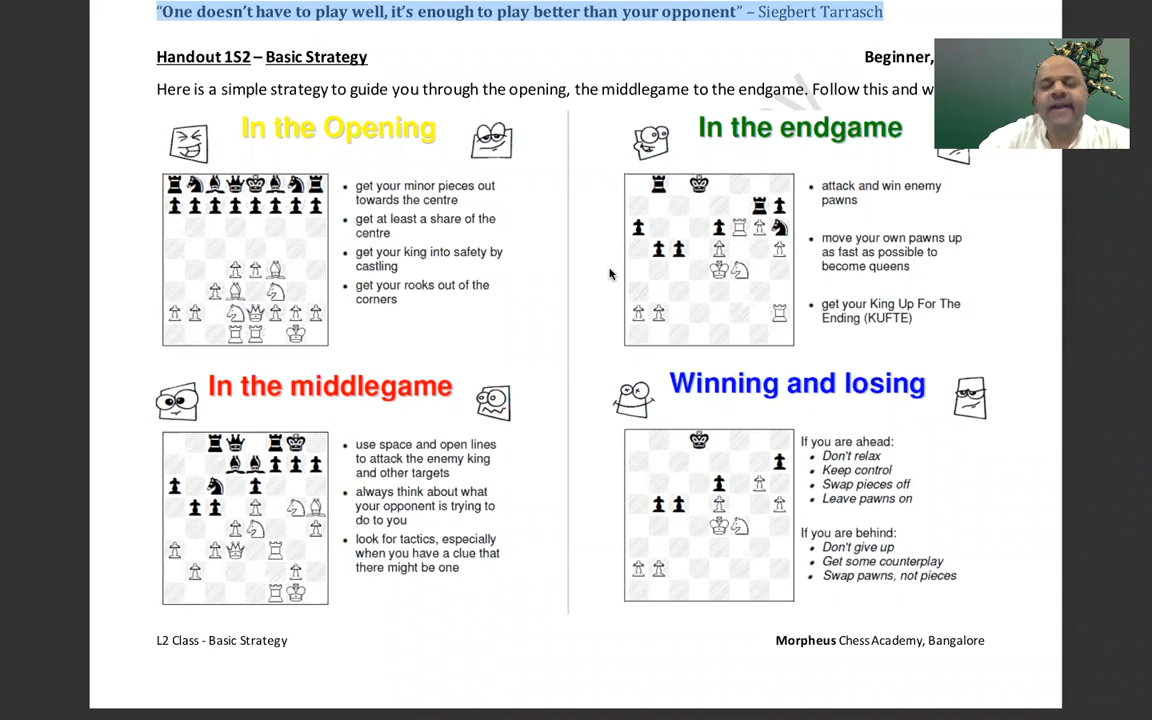 “One doesn’t have to play well, it’s enough to play better than your opponent” – Siegbert Tarrasch
Handout 1S2 – Basic Strategy
Beginner,
Here is a simple strategy to guide you through the opening, the middlegame to the endgame. Follow this and w
In the Opening
get your minor pieces out
towards the centre
get at least a share of the
centre
get your king into safety by
castling
get your rooks out of the
corners
In the endgame
attack and win enemy
pawns
move your own pawns up
as fast as possible to
become queens
get your King Up For The
Ending (KUFTE)
In the middlegame
use space and open lines
to attack the enemy king
and other targets
always think about what
your opponent is trying to
do to you
look for tactics, especially
when you have a clue that
there might be one
Winning and losing
If you are ahead:
Don't relax
Keep control
Swap pieces off
Leave pawns on
If you are behind:
Don't give up
Get some counterplay
Swap pawns, not pieces
L2 Class - Basic Strategy
Morpheus Chess Academy, Bangalore